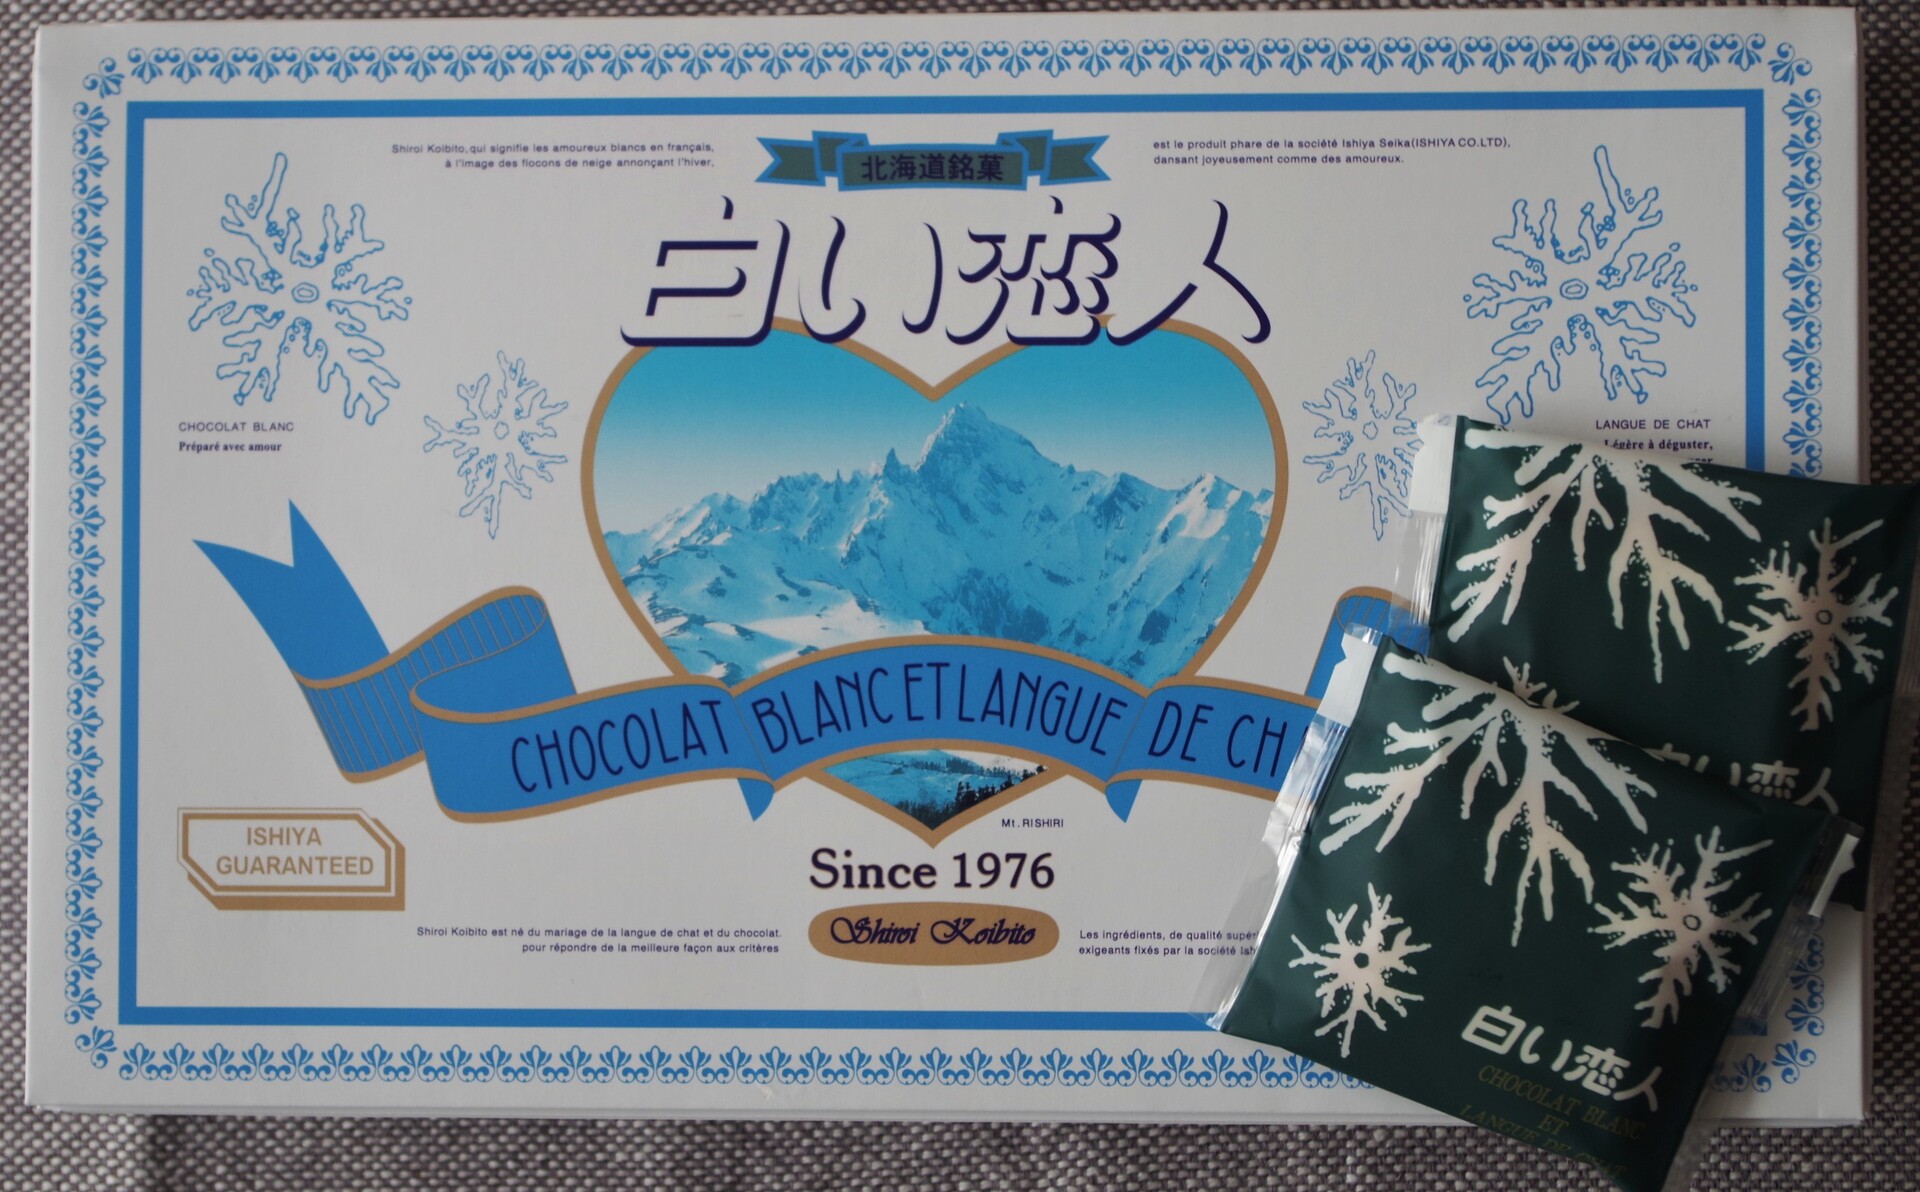 Shiroi Koibito, qui signifie les amoureux blancs en français,
à l'image des flocons de neige annonçant l'hiver,
北海道銘菓
est le produit phare de la société Ishiya Seika(ISHIYA CO.LTD),
dansant joyeusement comme des amoureux.
白い恋人
CHOCOLAT BLANC
Préparé avec amour
LANGUE DE CHAT
Légère à déguster,
CHOCOLAT BLANC ET LANGUE DE CH
Mt. RISHIRI
ISHIYA
GUARANTEED
Since 1976
Shiroi Koibito
Shiroi Koibito est né du mariage de la langue de chat et du chocolat.
pour répondre de la meilleure façon aux critères
Les ingrédients, de qualité
exigeants fixés par la société
白い恋人
白い恋人
CHOCOLAT BLANC
ET
LANGUE DE CHAT